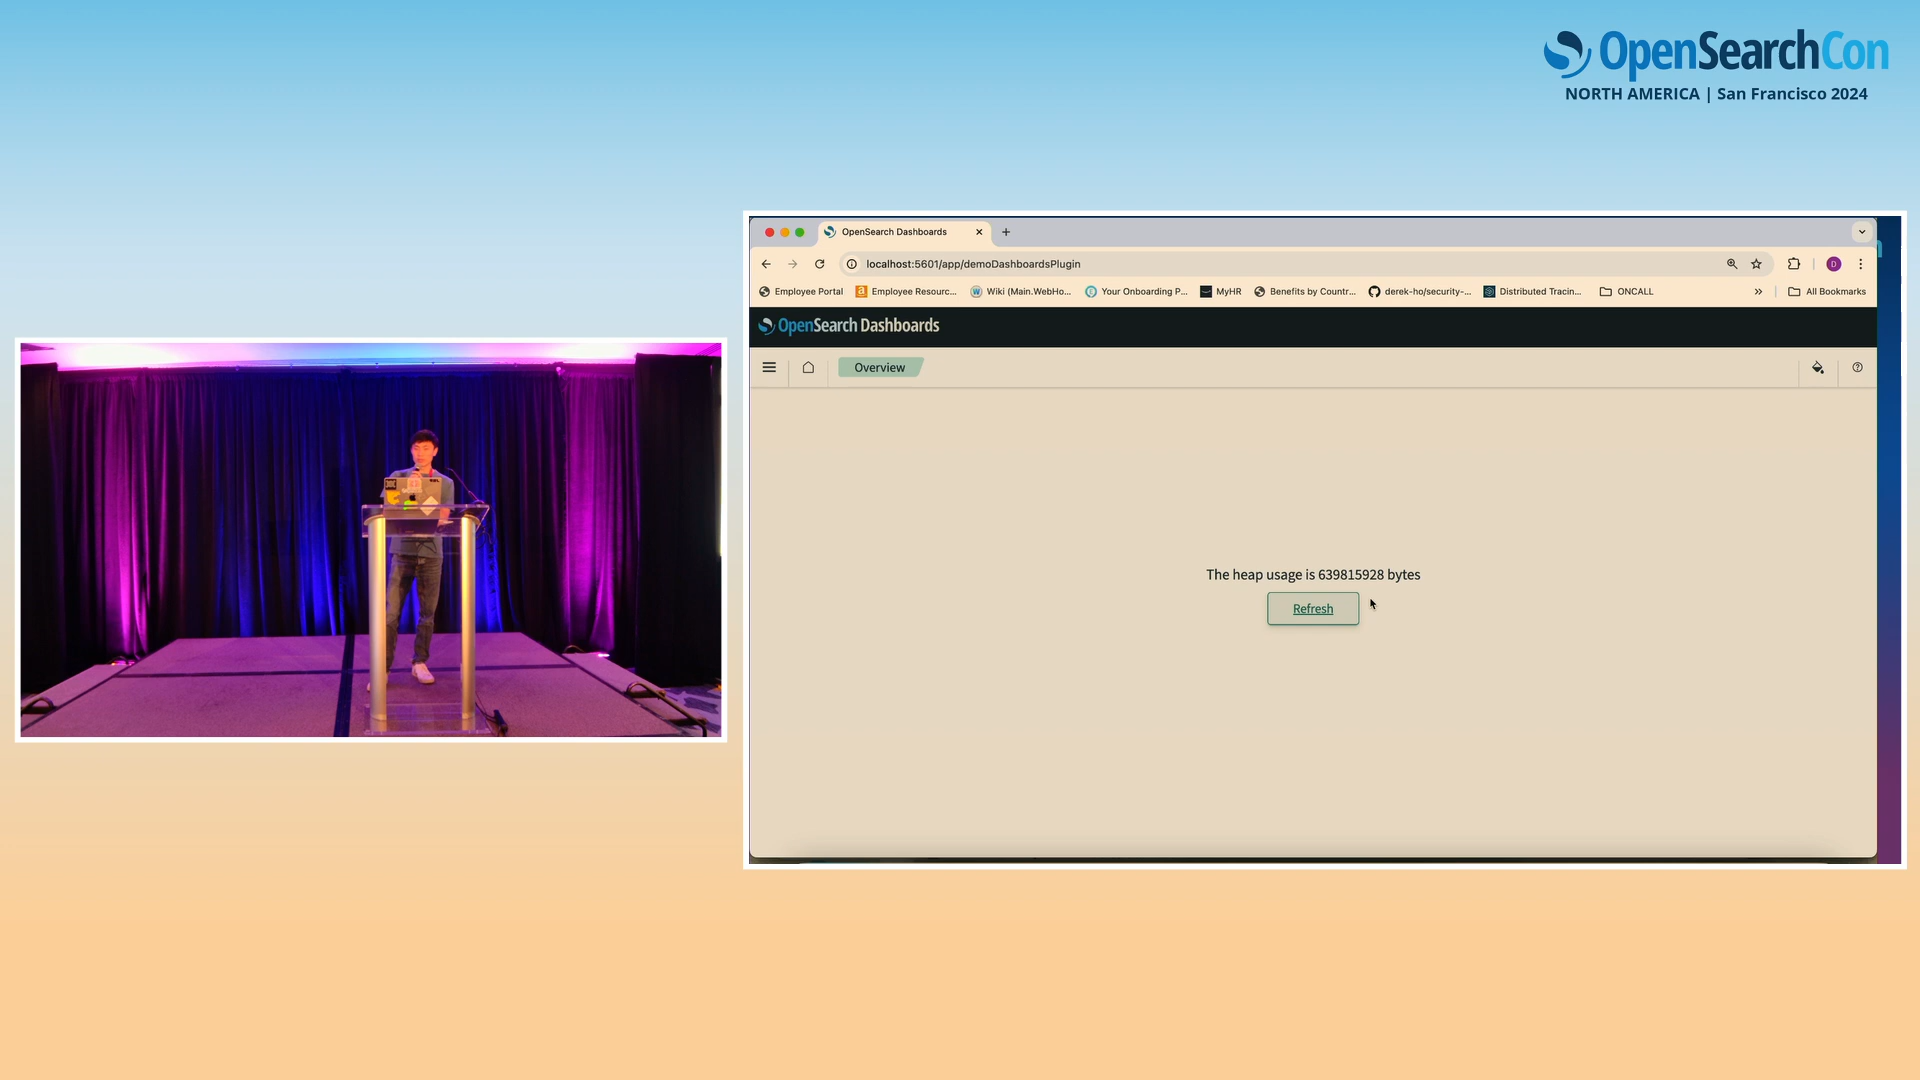 OpenSearchCon
NORTH AMERICA | San Francisco 2024
OpenSearch Dashboards
localhost:5601/app/demoDashboardsPlugin
D
Employee Portal
Employee Resourc...
Wiki (Main.WebHo...
Your Onboarding P...
MyHR
Benefits by Countr...
derek-ho/security-...
Distributed Tracin...
ONCALL
All Bookmarks
OpenSearch Dashboards
Overview
The heap usage is 639815928 bytes
Refresh